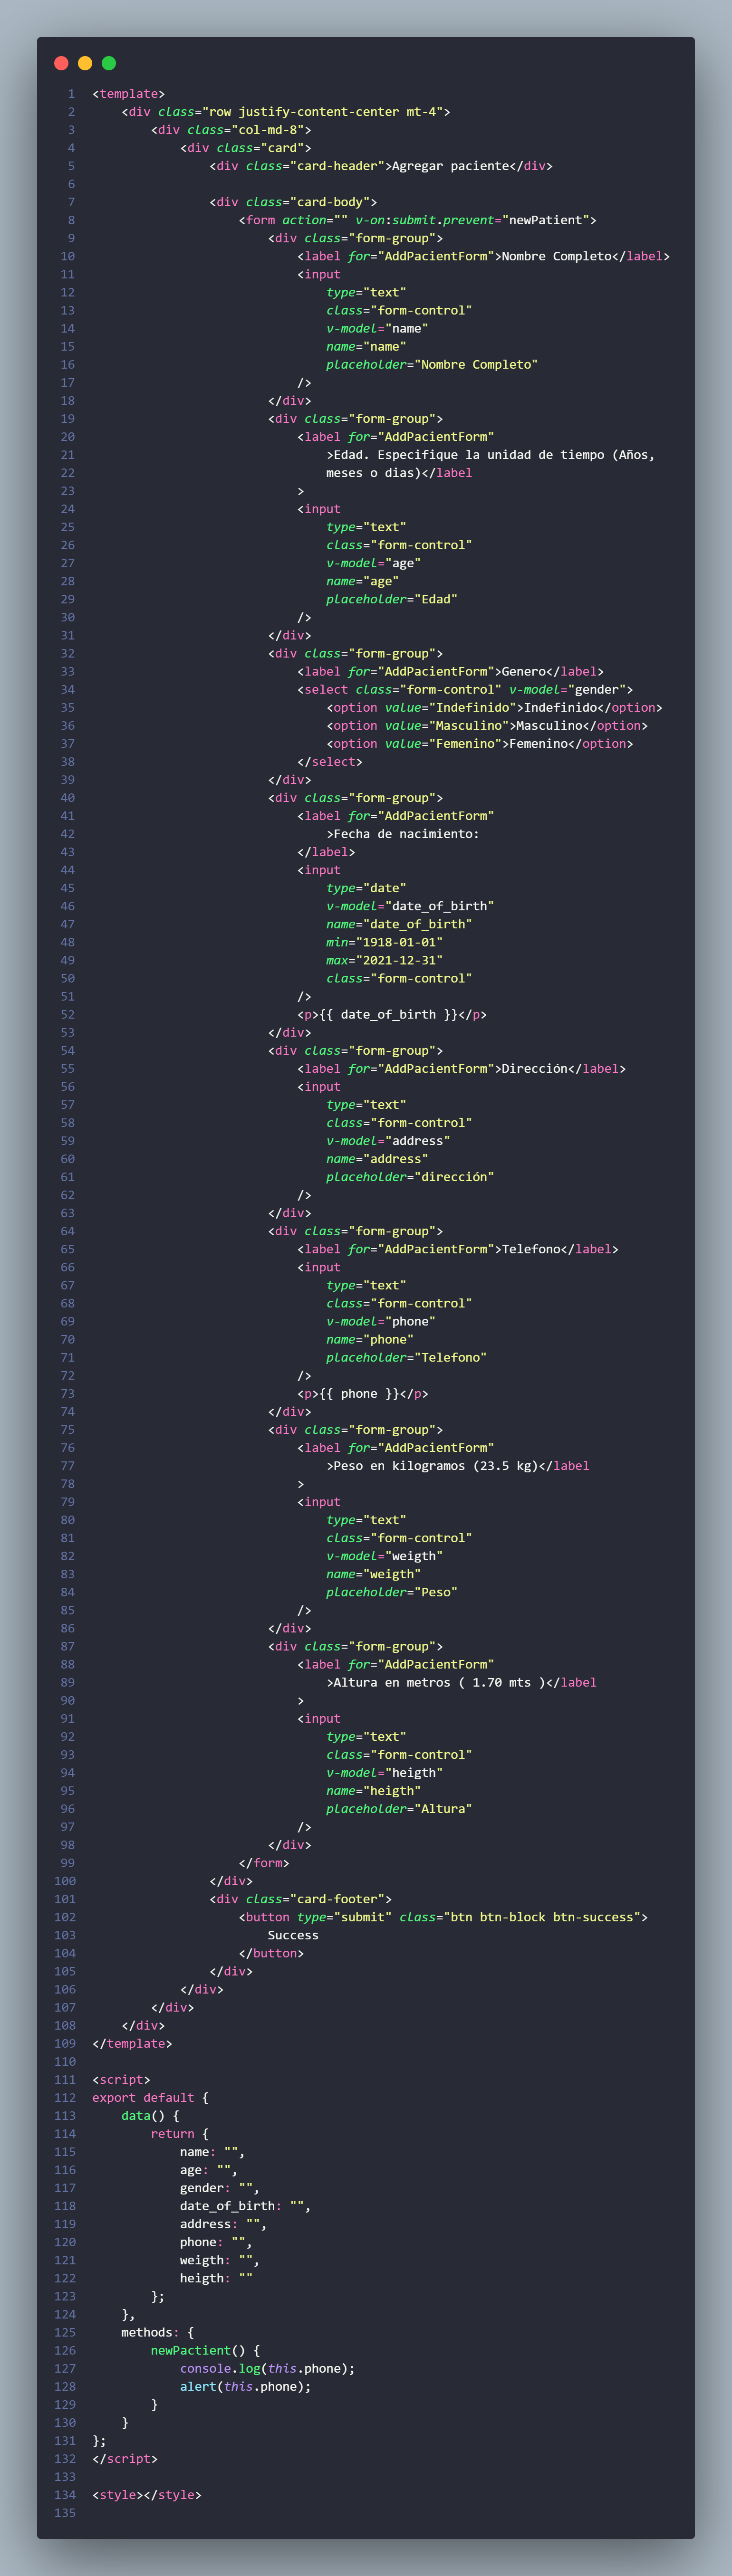 1 <template>
2     <div class="row justify-content-center mt-4">
3         <div class="col-md-8">
4             <div class="card">
5                 <div class="card-header">Agregar paciente</div>
6
7                 <div class="card-body">
8                     <form action="" v-on:submit.prevent="newPatient">
9                         <div class="form-group">
10                             <label for="AddPacientForm">Nombre Completo</label>
11                             <input
12                                 type="text"
13                                 class="form-control"
14                                 v-model="name"
15                                 name="name"
16                                 placeholder="Nombre Completo"
17                             />
18                         </div>
19                         <div class="form-group">
20                             <label for="AddPacientForm"
21                                 >Edad. Especifique la unidad de tiempo (Años,
22                                 meses o dias)</label
23                             >
24                             <input
25                                 type="text"
26                                 class="form-control"
27                                 v-model="age"
28                                 name="age"
29                                 placeholder="Edad"
30                             />
31                         </div>
32                         <div class="form-group">
33                             <label for="AddPacientForm">Genero</label>
34                             <select class="form-control" v-model="gender">
35                                 <option value="Indefinido">Indefinido</option>
36                                 <option value="Masculino">Masculino</option>
37                                 <option value="Femenino">Femenino</option>
38                             </select>
39                         </div>
40                         <div class="form-group">
41                             <label for="AddPacientForm"
42                                 >Fecha de nacimiento:
43                             </label>
44                             <input
45                                 type="date"
46                                 v-model="date_of_birth"
47                                 name="date_of_birth"
48                                 min="1918-01-01"
49                                 max="2021-12-31"
50                                 class="form-control"
51                             />
52                             <p>{{ date_of_birth }}</p>
53                         </div>
54                         <div class="form-group">
55                             <label for="AddPacientForm">Dirección</label>
56                             <input
57                                 type="text"
58                                 class="form-control"
59                                 v-model="address"
60                                 name="address"
61                                 placeholder="dirección"
62                             />
63                         </div>
64                         <div class="form-group">
65                             <label for="AddPacientForm">Telefono</label>
66                             <input
67                                 type="text"
68                                 class="form-control"
69                                 v-model="phone"
70                                 name="phone"
71                                 placeholder="Telefono"
72                             />
73                             <p>{{ phone }}</p>
74                         </div>
75                         <div class="form-group">
76                             <label for="AddPacientForm"
77                                 >Peso en kilogramos (23.5 kg)</label
78                             >
79                             <input
80                                 type="text"
81                                 class="form-control"
82                                 v-model="weigth"
83                                 name="weigth"
84                                 placeholder="Peso"
85                             />
86                         </div>
87                         <div class="form-group">
88                             <label for="AddPacientForm"
89                                 >Altura en metros ( 1.70 mts )</label
90                             >
91                             <input
92                                 type="text"
93                                 class="form-control"
94                                 v-model="heigth"
95                                 name="heigth"
96                                 placeholder="Altura"
97                             />
98                         </div>
99                     </form>
100                 </div>
101                 <div class="card-footer">
102                     <button type="submit" class="btn btn-block btn-success">
103                         Success
104                     </button>
105                 </div>
106             </div>
107         </div>
108     </div>
109 </template>
110
111 <script>
112 export default {
113     data() {
114         return {
115             name: "",
116             age: "",
117             gender: "",
118             date_of_birth: "",
119             address: "",
120             phone: "",
121             weigth: "",
122             heigth: ""
123         };
124     },
125     methods: {
126         newPactient() {
127             console.log(this.phone);
128             alert(this.phone);
129         }
130     }
131 };
132 </script>
133
134 <style></style>
135